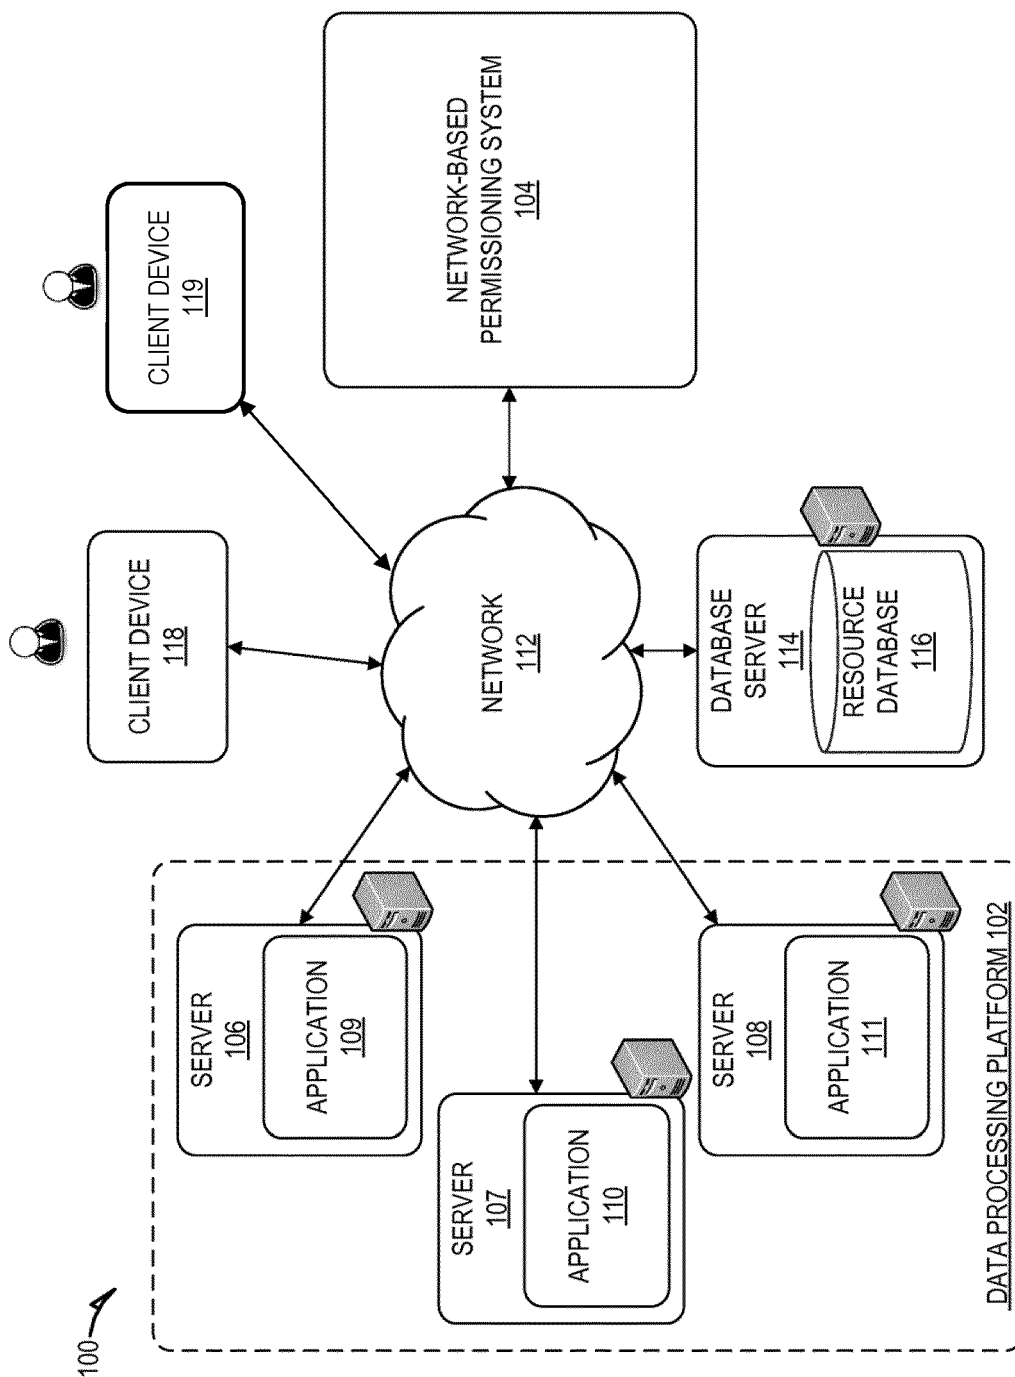 100
SERVER
106
APPLICATION
109
SERVER
107
APPLICATION
110
SERVER
108
APPLICATION
111
DATA PROCESSING PLATFORM 102
CLIENT DEVICE
118
CLIENT DEVICE
119
NETWORK
112
DATABASE
SERVER
114
RESOURCE
DATABASE
116
NETWORK-BASED
PERMISSIONING SYSTEM
104